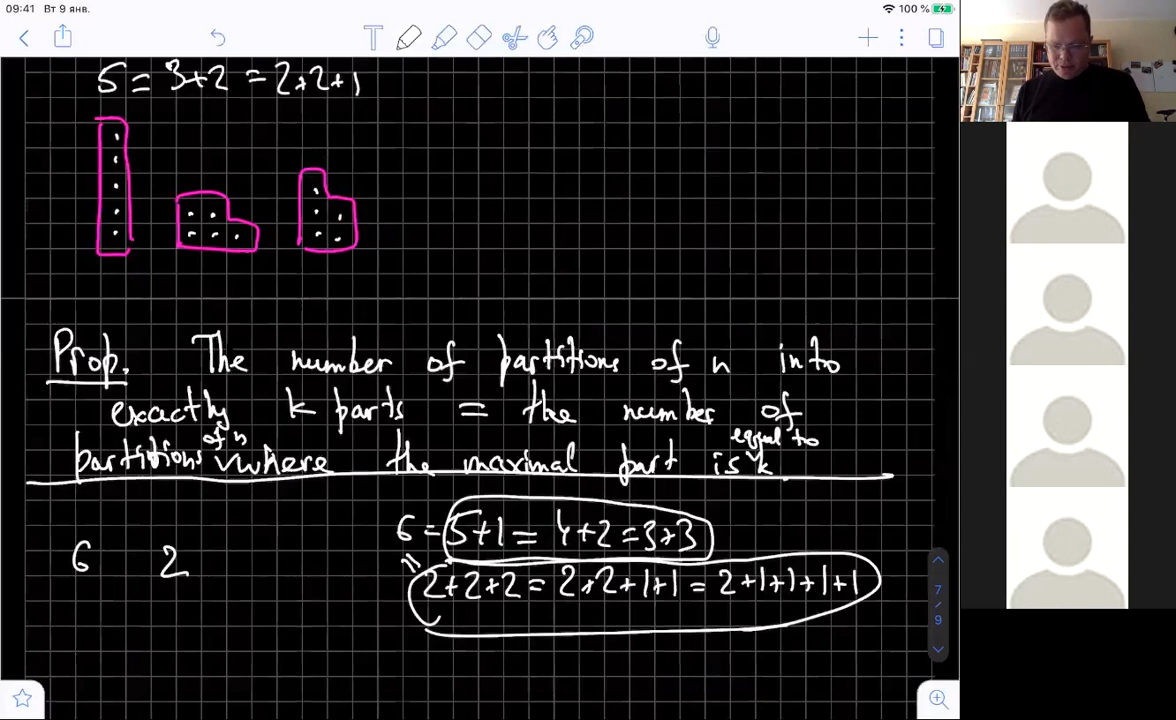 09:41 Вт 9 янв.
100 %
5 = 3+2 = 2+2+1
Prop. The number of partitions of n into
exactly k parts = the number of
partitions of n where the maximal part is equal to k.
6 = 5+1 = 4+2 = 3+3
6 2
= 2+2+2 = 2+2+1+1 = 2+1+1+1+1
7
/
9